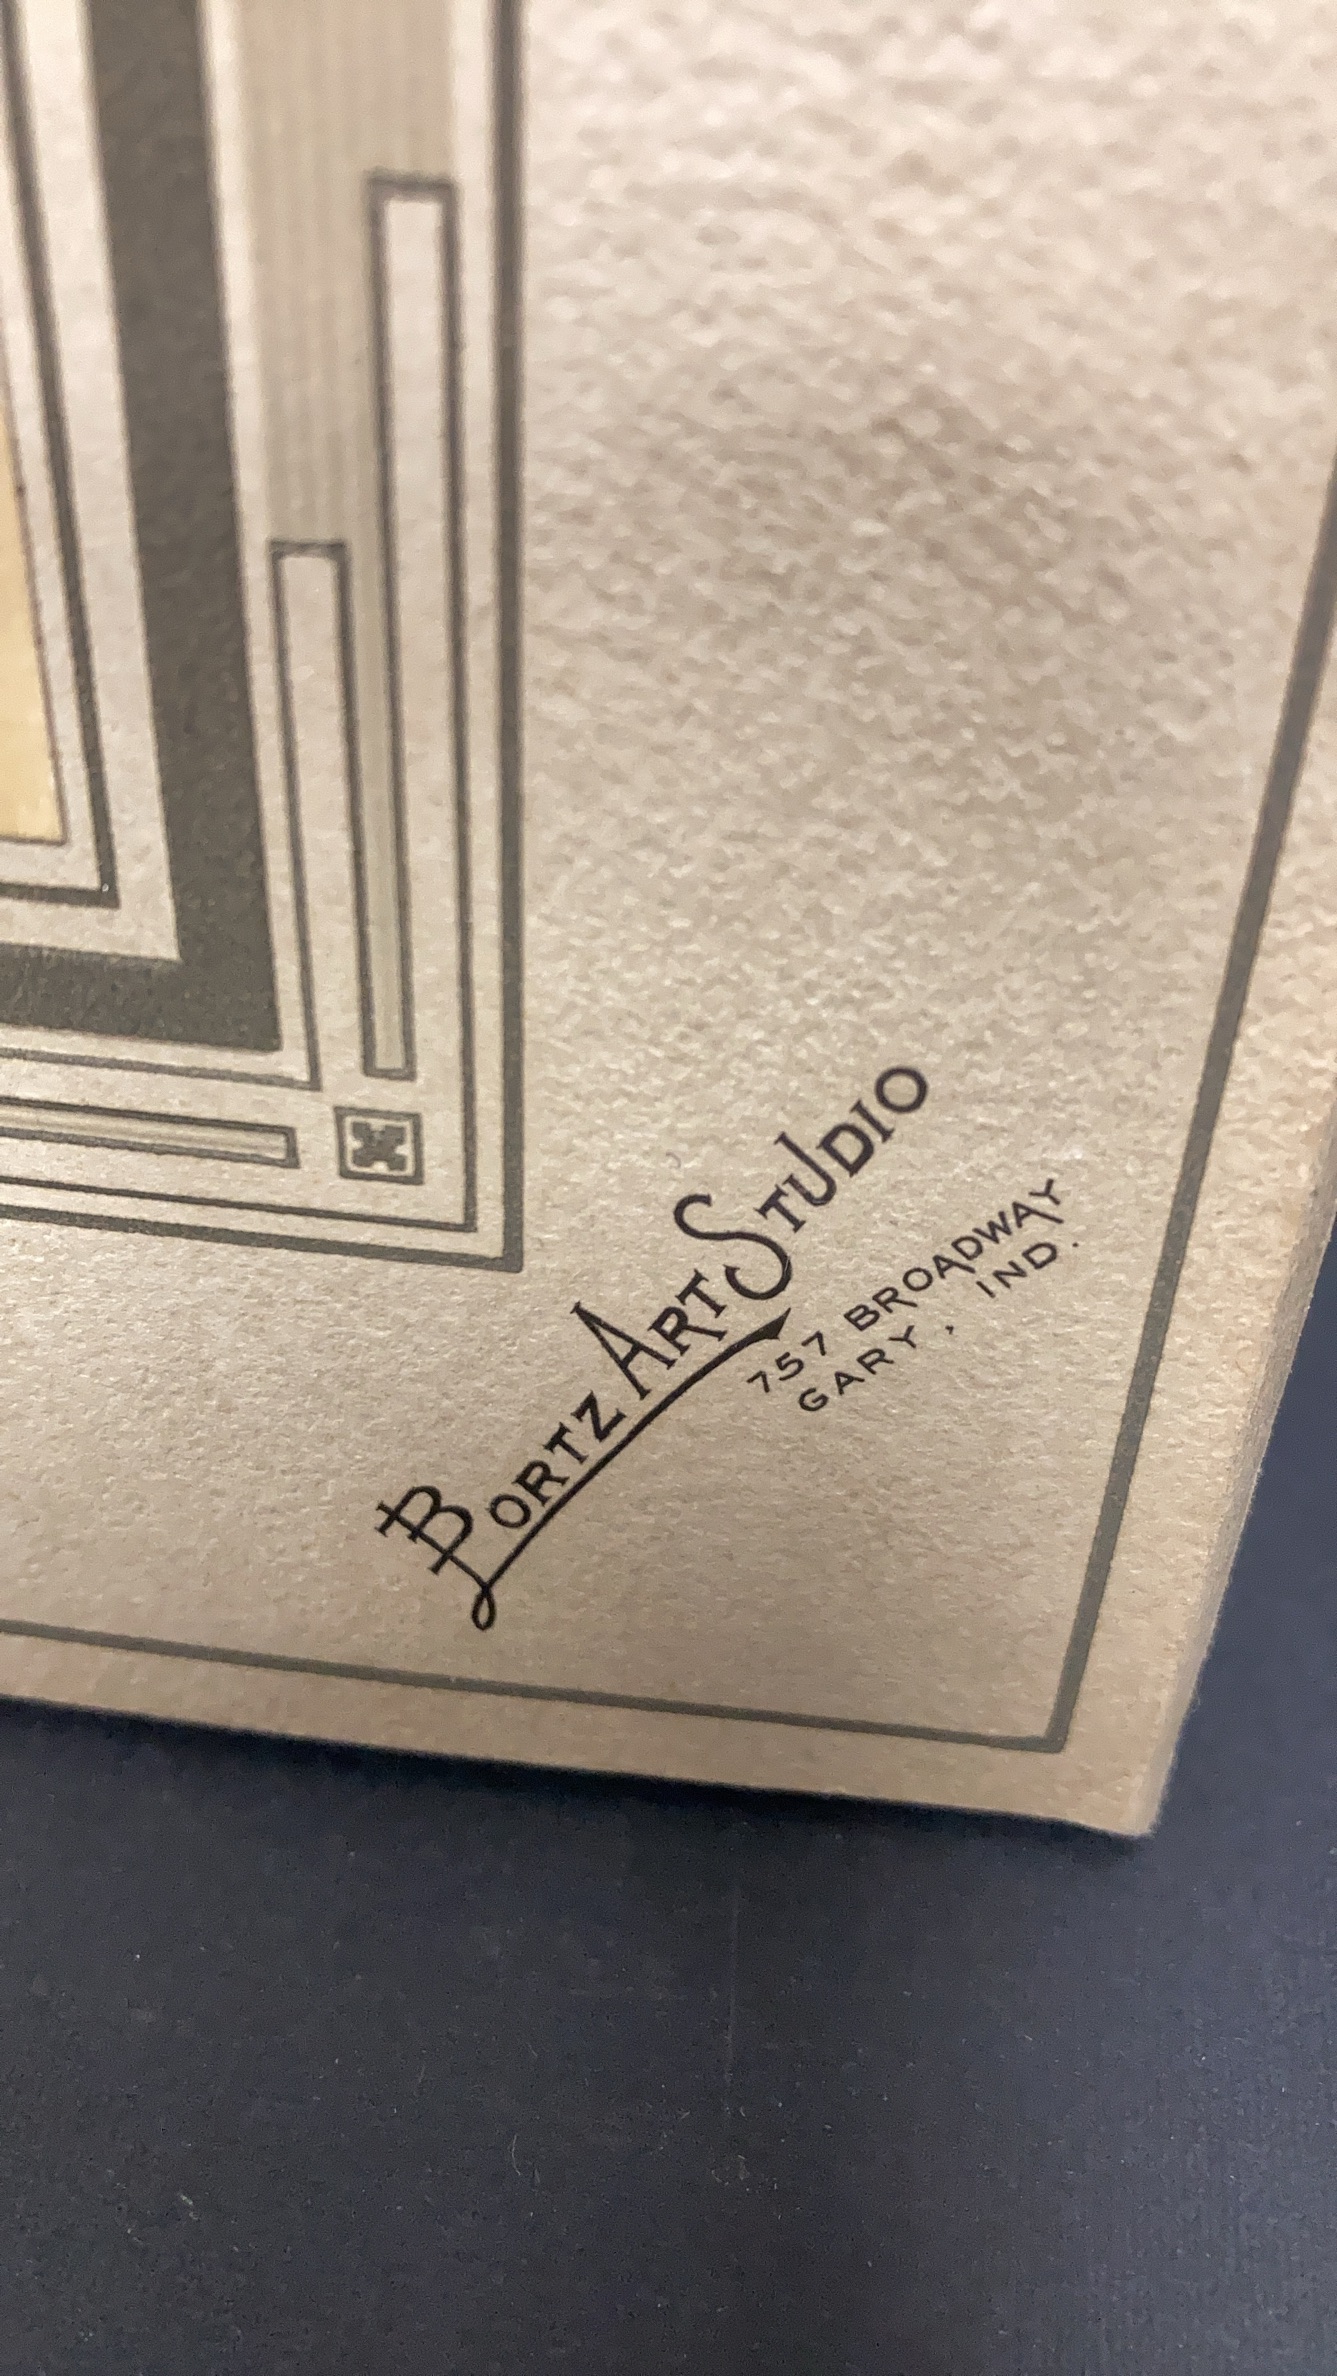 Bortz Art Studio
757 BROADWAY
GARY, IND.